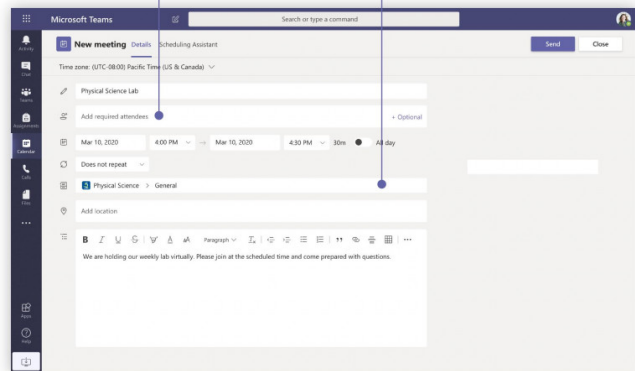 Microsoft Teams
Search or type a command
Activity
New meeting Details Scheduling Assistant
Send Close
Time zone: (UTC-08:00) Pacific Time (US & Canada)
Chat
Physical Science Lab
Teams
Add required attendees + Optional
Assignments
Mar 10, 2020 4:00 PM → Mar 10, 2020 4:30 PM 30m All day
Calendar
Does not repeat
Calls
Physical Science > General
Files
Add location
B I U S A AA Paragraph
We are holding our weekly lab virtually. Please join at the scheduled time and come prepared with questions.
Apps
Help